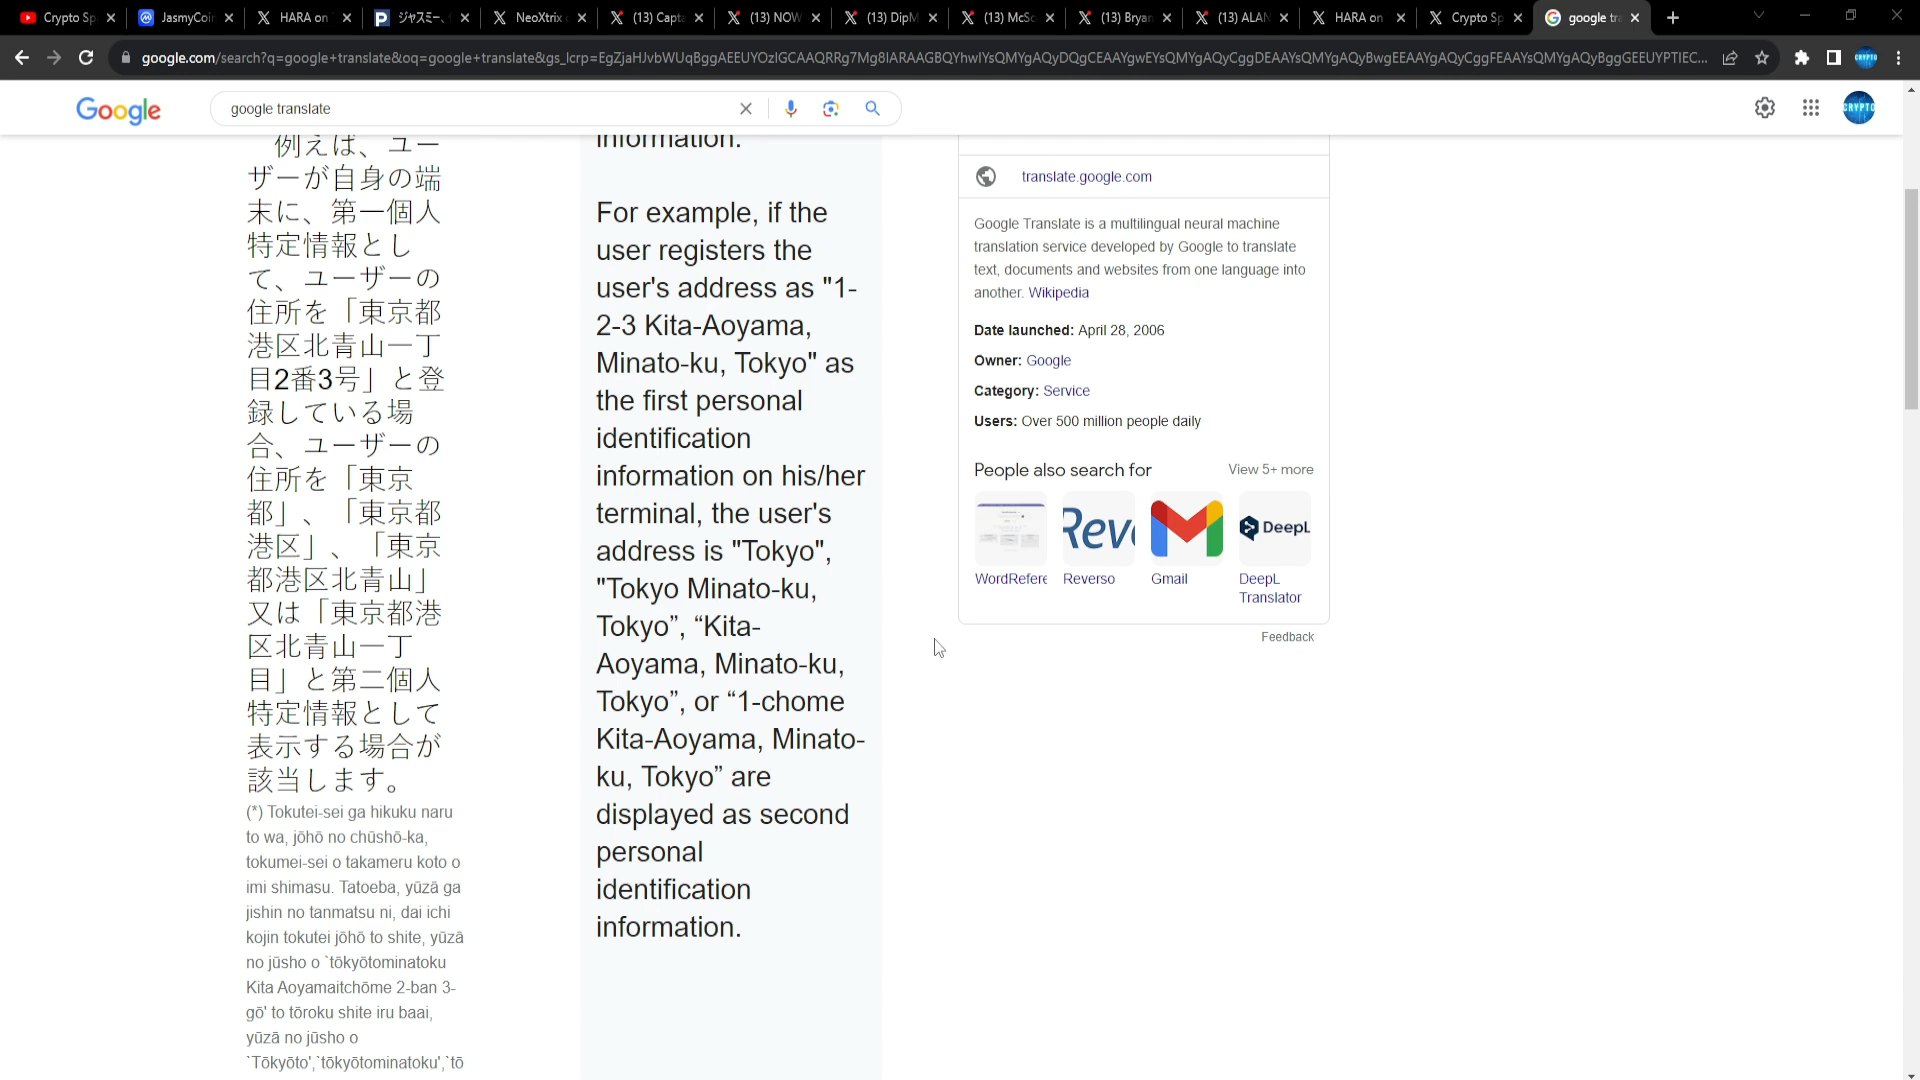 Crypto Sp
JasmyCoin
HARA on
ジャスミー、
NeoXtrix
(13) Capta
(13) NOW
(13) DipM
(13) McSc
(13) Bryan
(13) ALAN
HARA on
Crypto Sp
google tra
google.com/search?q=google+translate&oq=google+translate&gs_lcrp=
Google
google translate
CRYPTO
例えば、ユー
ザーが自身の端
末に、第一個人
特定情報とし
て、ユーザーの
住所を「東京都
港区北青山一丁
目2番3号」と登
録している場
合、ユーザーの
住所を「東京
都」、「東京都
港区」、「東京
都港区北青山」
又は「東京都港
区北青山一丁
目」と第二個人
特定情報として
表示する場合が
該当します。
(*) Tokutei-sei ga hikuku naru
to wa, jōhō no chūshō-ka,
tokumei-sei o takameru koto o
imi shimasu. Tatoeba, yūzā ga
jishin no tanmatsu ni, dai ichi
kojin tokutei jōhō to shite, yūzā
no jūsho o `tōkyōtominatoku
Kita Aoyamaitchōme 2-ban 3-
gō' to tōroku shite iru baai,
yūzā no jūsho o
`Tōkyōto',`tōkyōtominatoku',`tō
information.
For example, if the
user registers the
user's address as "1-
2-3 Kita-Aoyama,
Minato-ku, Tokyo" as
the first personal
identification
information on his/her
terminal, the user's
address is "Tokyo",
"Tokyo Minato-ku,
Tokyo”, “Kita-
Aoyama, Minato-ku,
Tokyo”, or “1-chome
Kita-Aoyama, Minato-
ku, Tokyo” are
displayed as second
personal
identification
information.
translate.google.com
Google Translate is a multilingual neural machine
translation service developed by Google to translate
text, documents and websites from one language into
another. Wikipedia
Date launched: April 28, 2006
Owner: Google
Category: Service
Users: Over 500 million people daily
People also search for
View 5+ more
Reve
DeepL
WordRefere
Reverso
Gmail
DeepL
Translator
Feedback